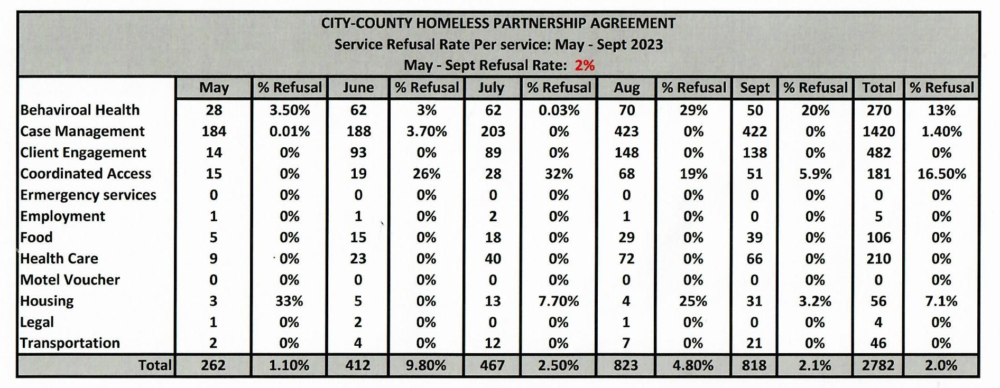 CITY-COUNTY HOMELESS PARTNERSHIP AGREEMENT
Service Refusal Rate Per service: May - Sept 2023
May - Sept Refusal Rate: 2%
May % Refusal June % Refusal July % Refusal Aug % Refusal Sept % Refusal Total % Refusal
Behaviroal Health 28 3.50% 62 3% 62 0.03% 70 29% 50 20% 270 13%
Case Management 184 0.01% 188 3.70% 203 0% 423 0% 422 0% 1420 1.40%
Client Engagement 14 0% 93 0% 89 0% 148 0% 138 0% 482 0%
Coordinated Access 15 0% 19 26% 28 32% 68 19% 51 5.9% 181 16.50%
Ermergency services 0 0% 0 0% 0 0% 0 0% 0 0% 0 0%
Employment 1 0% 1 0% 2 0% 1 0% 0 0% 5 0%
Food 5 0% 15 0% 18 0% 29 0% 39 0% 106 0%
Health Care 9 0% 23 0% 40 0% 72 0% 66 0% 210 0%
Motel Voucher 0 0% 0 0% 0 0% 0 0% 0 0% 0 0%
Housing 3 33% 5 0% 13 7.70% 4 25% 31 3.2% 56 7.1%
Legal 1 0% 2 0% 0 0% 1 0% 0 0% 4 0%
Transportation 2 0% 4 0% 12 0% 7 0% 21 0% 46 0%
Total 262 1.10% 412 9.80% 467 2.50% 823 4.80% 818 2.1% 2782 2.0%